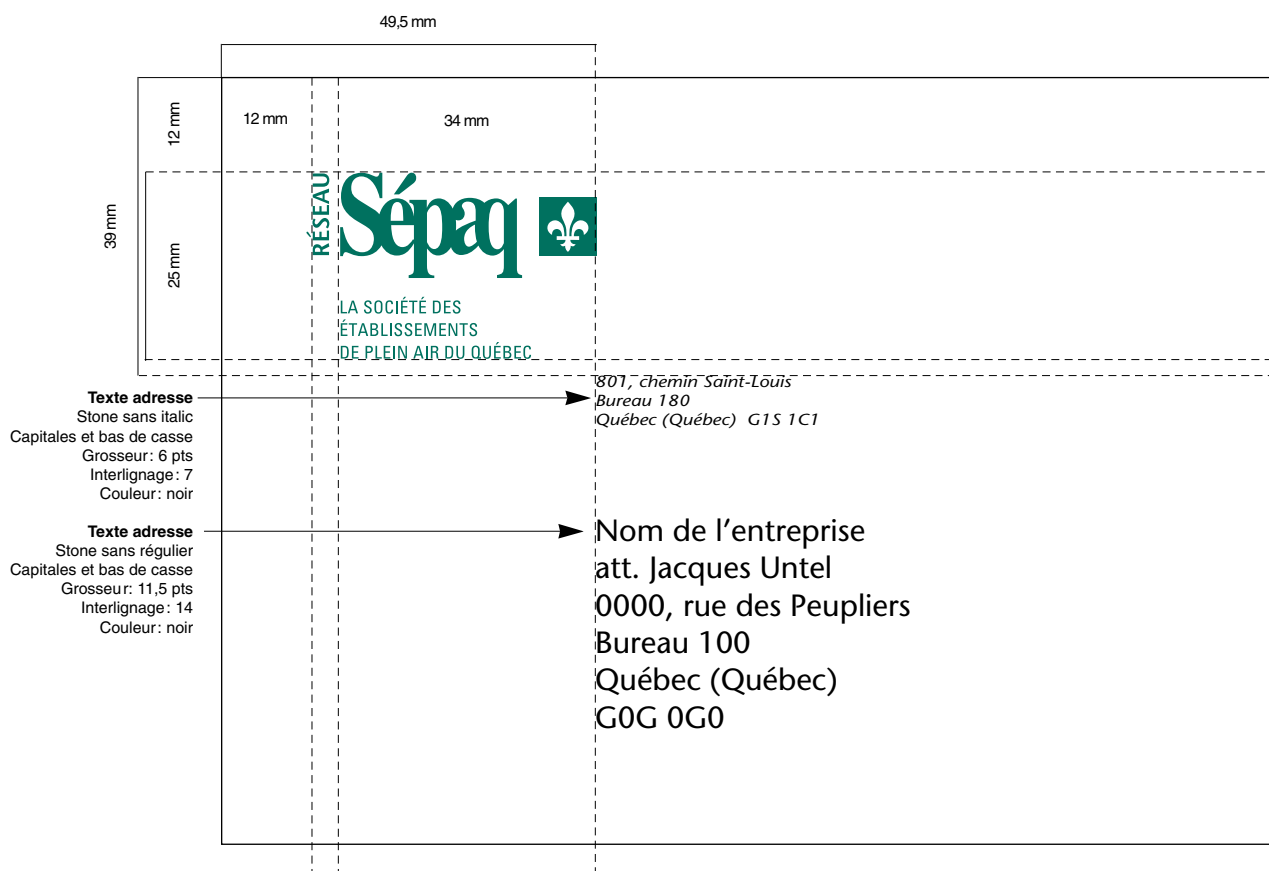 49,5 mm
12 mm
12 mm
34 mm
39 mm
25 mm
RÉSEAU
Sépaq
LA SOCIÉTÉ DES
ÉTABLISSEMENTS
DE PLEIN AIR DU QUÉBEC
Texte adresse
Stone sans italic
Capitales et bas de casse
Grosseur: 6 pts
Interlignage: 7
Couleur: noir
801, chemin Saint-Louis
Bureau 180
Québec (Québec)  G1S 1C1
Texte adresse
Stone sans régulier
Capitales et bas de casse
Grosseur: 11,5 pts
Interlignage: 14
Couleur: noir
Nom de l’entreprise
att. Jacques Untel
0000, rue des Peupliers
Bureau 100
Québec (Québec)
G0G 0G0